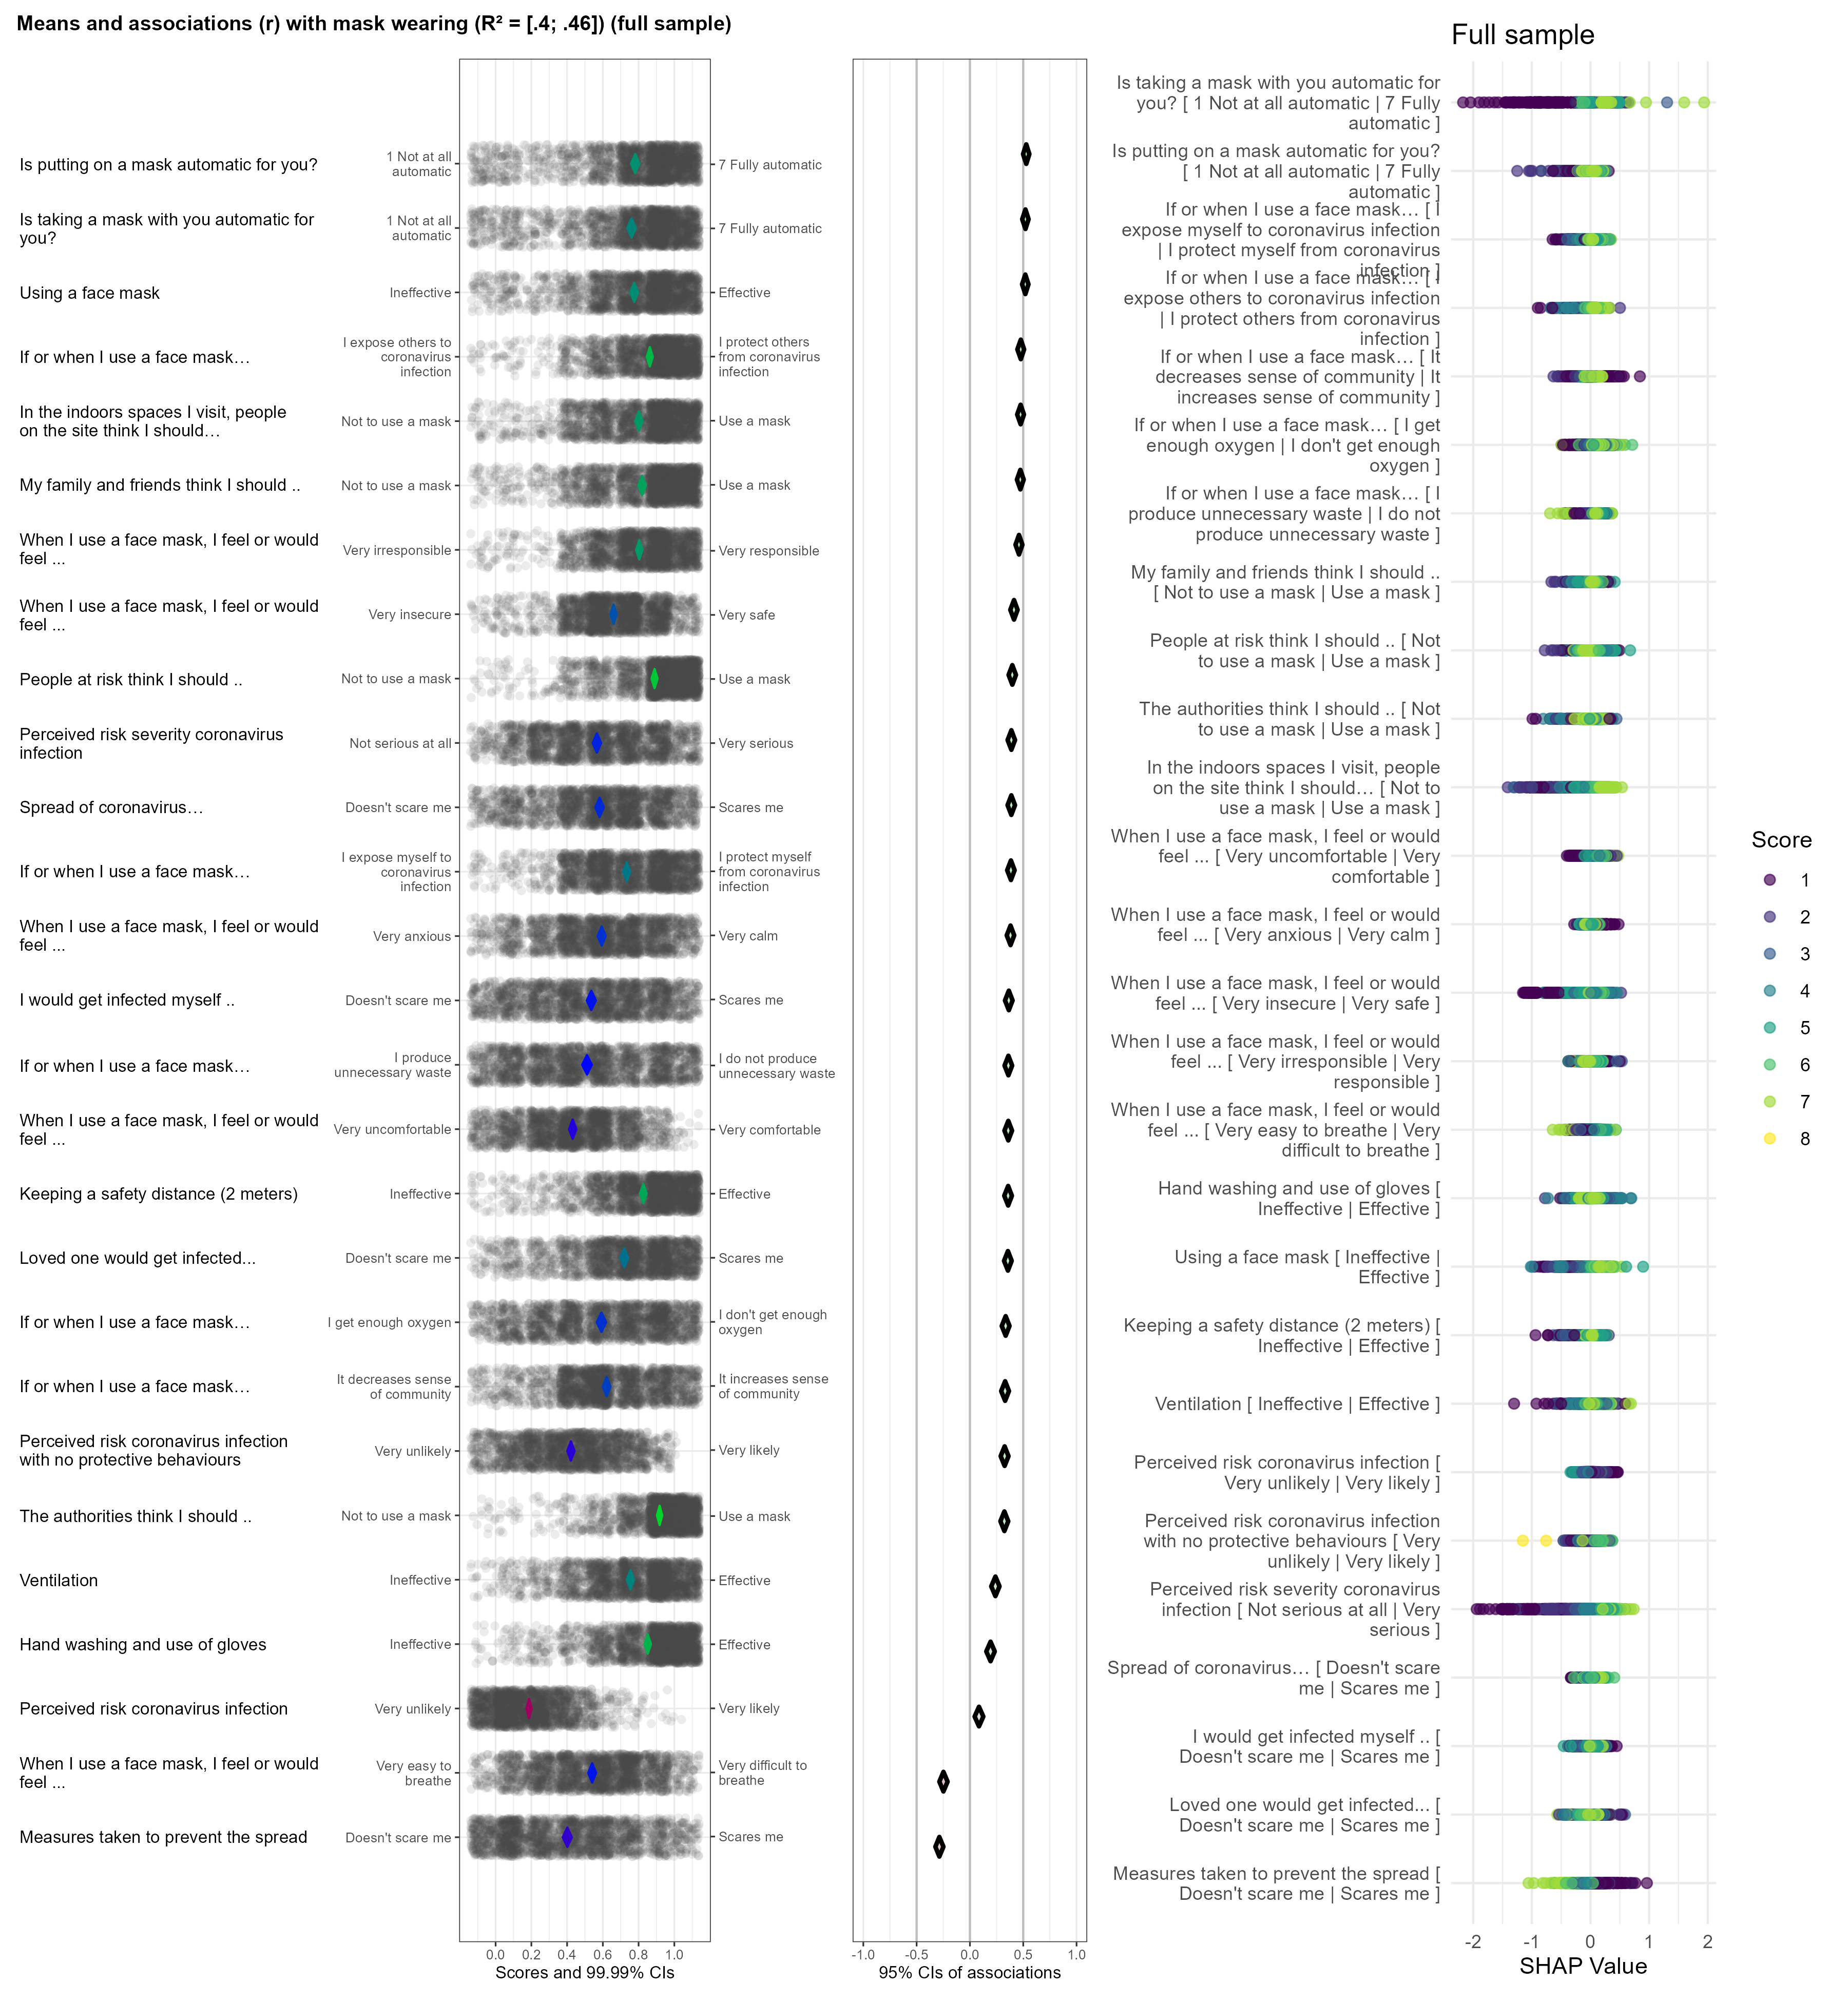 Means and associations (r) with mask wearing (R² = [.4; .46]) (full sample)
Is putting on a mask automatic for you?
1 Not at all
automatic
7 Fully automatic
Is taking a mask with you automatic for
you?
1 Not at all
automatic
7 Fully automatic
Using a face mask
Ineffective
Effective
If or when I use a face mask…
I expose others to
coronavirus
infection
I protect others
from coronavirus
infection
In the indoors spaces I visit, people
on the site think I should…
Not to use a mask
Use a mask
My family and friends think I should ..
Not to use a mask
Use a mask
When I use a face mask, I feel or would
feel ...
Very irresponsible
Very responsible
When I use a face mask, I feel or would
feel ...
Very insecure
Very safe
People at risk think I should ..
Not to use a mask
Use a mask
Perceived risk severity coronavirus
infection
Not serious at all
Very serious
Spread of coronavirus…
Doesn't scare me
Scares me
If or when I use a face mask…
I expose myself to
coronavirus
infection
I protect myself
from coronavirus
infection
When I use a face mask, I feel or would
feel ...
Very anxious
Very calm
I would get infected myself ..
Doesn't scare me
Scares me
If or when I use a face mask…
I produce
unnecessary waste
I do not produce
unnecessary waste
When I use a face mask, I feel or would
feel ...
Very uncomfortable
Very comfortable
Keeping a safety distance (2 meters)
Ineffective
Effective
Loved one would get infected...
Doesn't scare me
Scares me
If or when I use a face mask…
I get enough oxygen
I don't get enough
oxygen
If or when I use a face mask…
It decreases sense
of community
It increases sense
of community
Perceived risk coronavirus infection
with no protective behaviours
Very unlikely
Very likely
The authorities think I should ..
Not to use a mask
Use a mask
Ventilation
Ineffective
Effective
Hand washing and use of gloves
Ineffective
Effective
Perceived risk coronavirus infection
Very unlikely
Very likely
When I use a face mask, I feel or would
feel ...
Very easy to
breathe
Very difficult to
breathe
Measures taken to prevent the spread
Doesn't scare me
Scares me
0.0 0.2 0.4 0.6 0.8 1.0
Scores and 99.99% CIs
-1.0 -0.5 0.0 0.5 1.0
95% CIs of associations
Full sample
Is taking a mask with you automatic for
you? [ 1 Not at all automatic | 7 Fully
automatic ]
Is putting on a mask automatic for you?
[ 1 Not at all automatic | 7 Fully
automatic ]
If or when I use a face mask… [ I
expose myself to coronavirus infection
| I protect myself from coronavirus
infection ]
If or when I use a face mask… [ I
expose others to coronavirus infection
| I protect others from coronavirus
infection ]
If or when I use a face mask… [ It
decreases sense of community | It
increases sense of community ]
If or when I use a face mask… [ I get
enough oxygen | I don't get enough
oxygen ]
If or when I use a face mask… [ I
produce unnecessary waste | I do not
produce unnecessary waste ]
My family and friends think I should ..
[ Not to use a mask | Use a mask ]
People at risk think I should .. [ Not
to use a mask | Use a mask ]
The authorities think I should .. [ Not
to use a mask | Use a mask ]
In the indoors spaces I visit, people
on the site think I should… [ Not to
use a mask | Use a mask ]
When I use a face mask, I feel or would
feel ... [ Very uncomfortable | Very
comfortable ]
When I use a face mask, I feel or would
feel ... [ Very anxious | Very calm ]
When I use a face mask, I feel or would
feel ... [ Very insecure | Very safe ]
When I use a face mask, I feel or would
feel ... [ Very irresponsible | Very
responsible ]
When I use a face mask, I feel or would
feel ... [ Very easy to breathe | Very
difficult to breathe ]
Hand washing and use of gloves [
Ineffective | Effective ]
Using a face mask [ Ineffective |
Effective ]
Keeping a safety distance (2 meters) [
Ineffective | Effective ]
Ventilation [ Ineffective | Effective ]
Perceived risk coronavirus infection [
Very unlikely | Very likely ]
Perceived risk coronavirus infection
with no protective behaviours [ Very
unlikely | Very likely ]
Perceived risk severity coronavirus
infection [ Not serious at all | Very
serious ]
Spread of coronavirus… [ Doesn't scare
me | Scares me ]
I would get infected myself .. [
Doesn't scare me | Scares me ]
Loved one would get infected... [
Doesn't scare me | Scares me ]
Measures taken to prevent the spread [
Doesn't scare me | Scares me ]
-2 -1 0 1 2
SHAP Value
Score
1
2
3
4
5
6
7
8